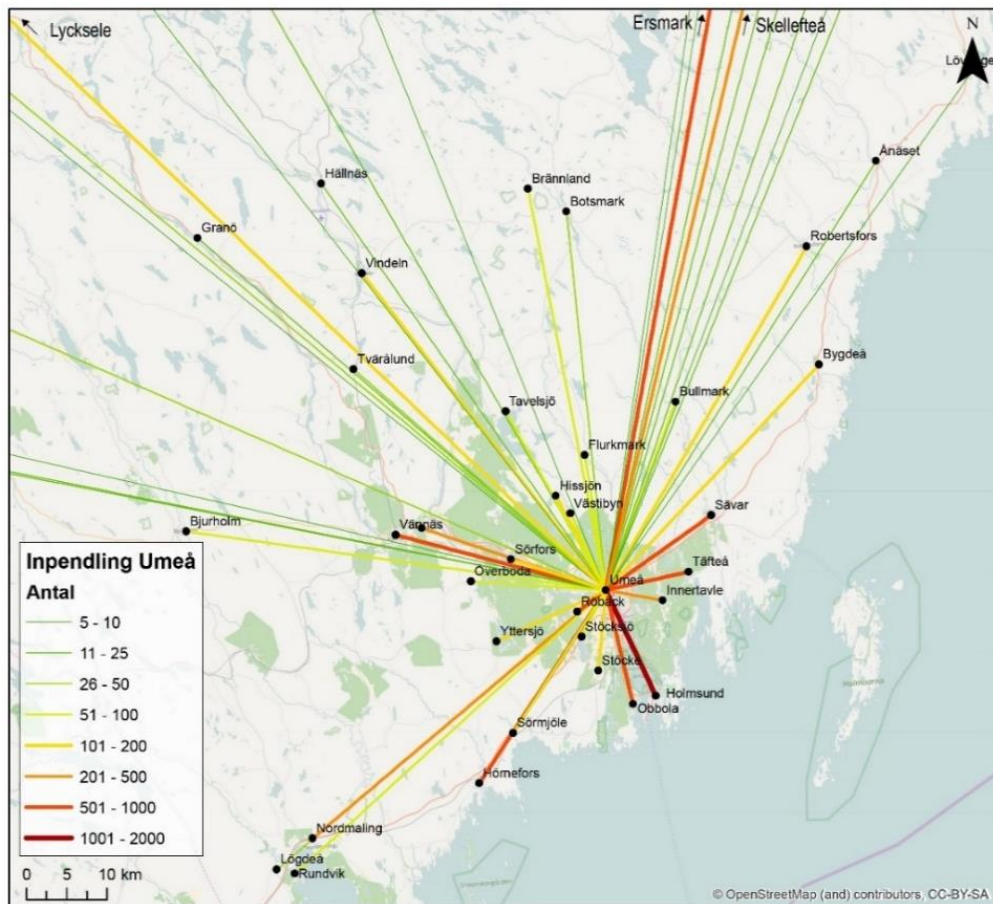 Lycksele
Ersmark
Skellefteå
N
Ånäset
Hällnäs
Brännland
Botsmark
Granö
Robertsfors
Vindeln
Bygdeå
Tvärålund
Bullmark
Tavelsjö
Flurkmark
Hissjön
Västibyn
Sävar
Vännäs
Bjurholm
Sörfors
Täfteå
Överboda
Umeå
Innertavle
Röbäck
Stöcksjö
Yttersjö
Stöcke
Holmsund
Obbola
Sörmjöle
Hörnefors
Nordmaling
Lögdeå
Rundvik
Inpendling Umeå
Antal
5 - 10
11 - 25
26 - 50
51 - 100
101 - 200
201 - 500
501 - 1000
1001 - 2000
0 5 10 km
© OpenStreetMap (and) contributors, CC-BY-SA